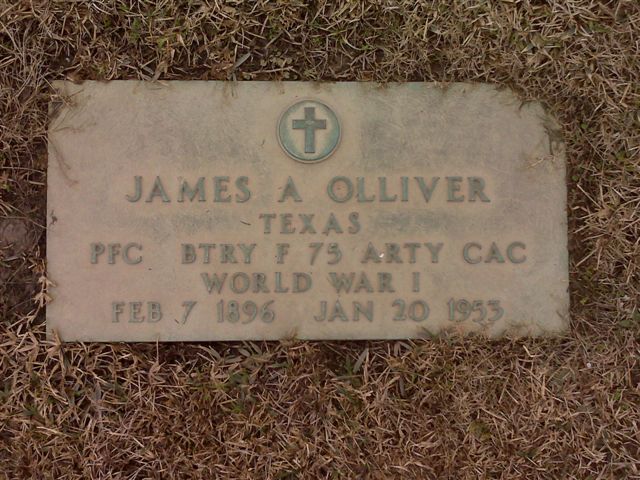 JAMES A OLLIVER
TEXAS
PFC BTRY F 75 ARTY CAC
WORLD WAR I
FEB 7 1896 JAN 20 1953